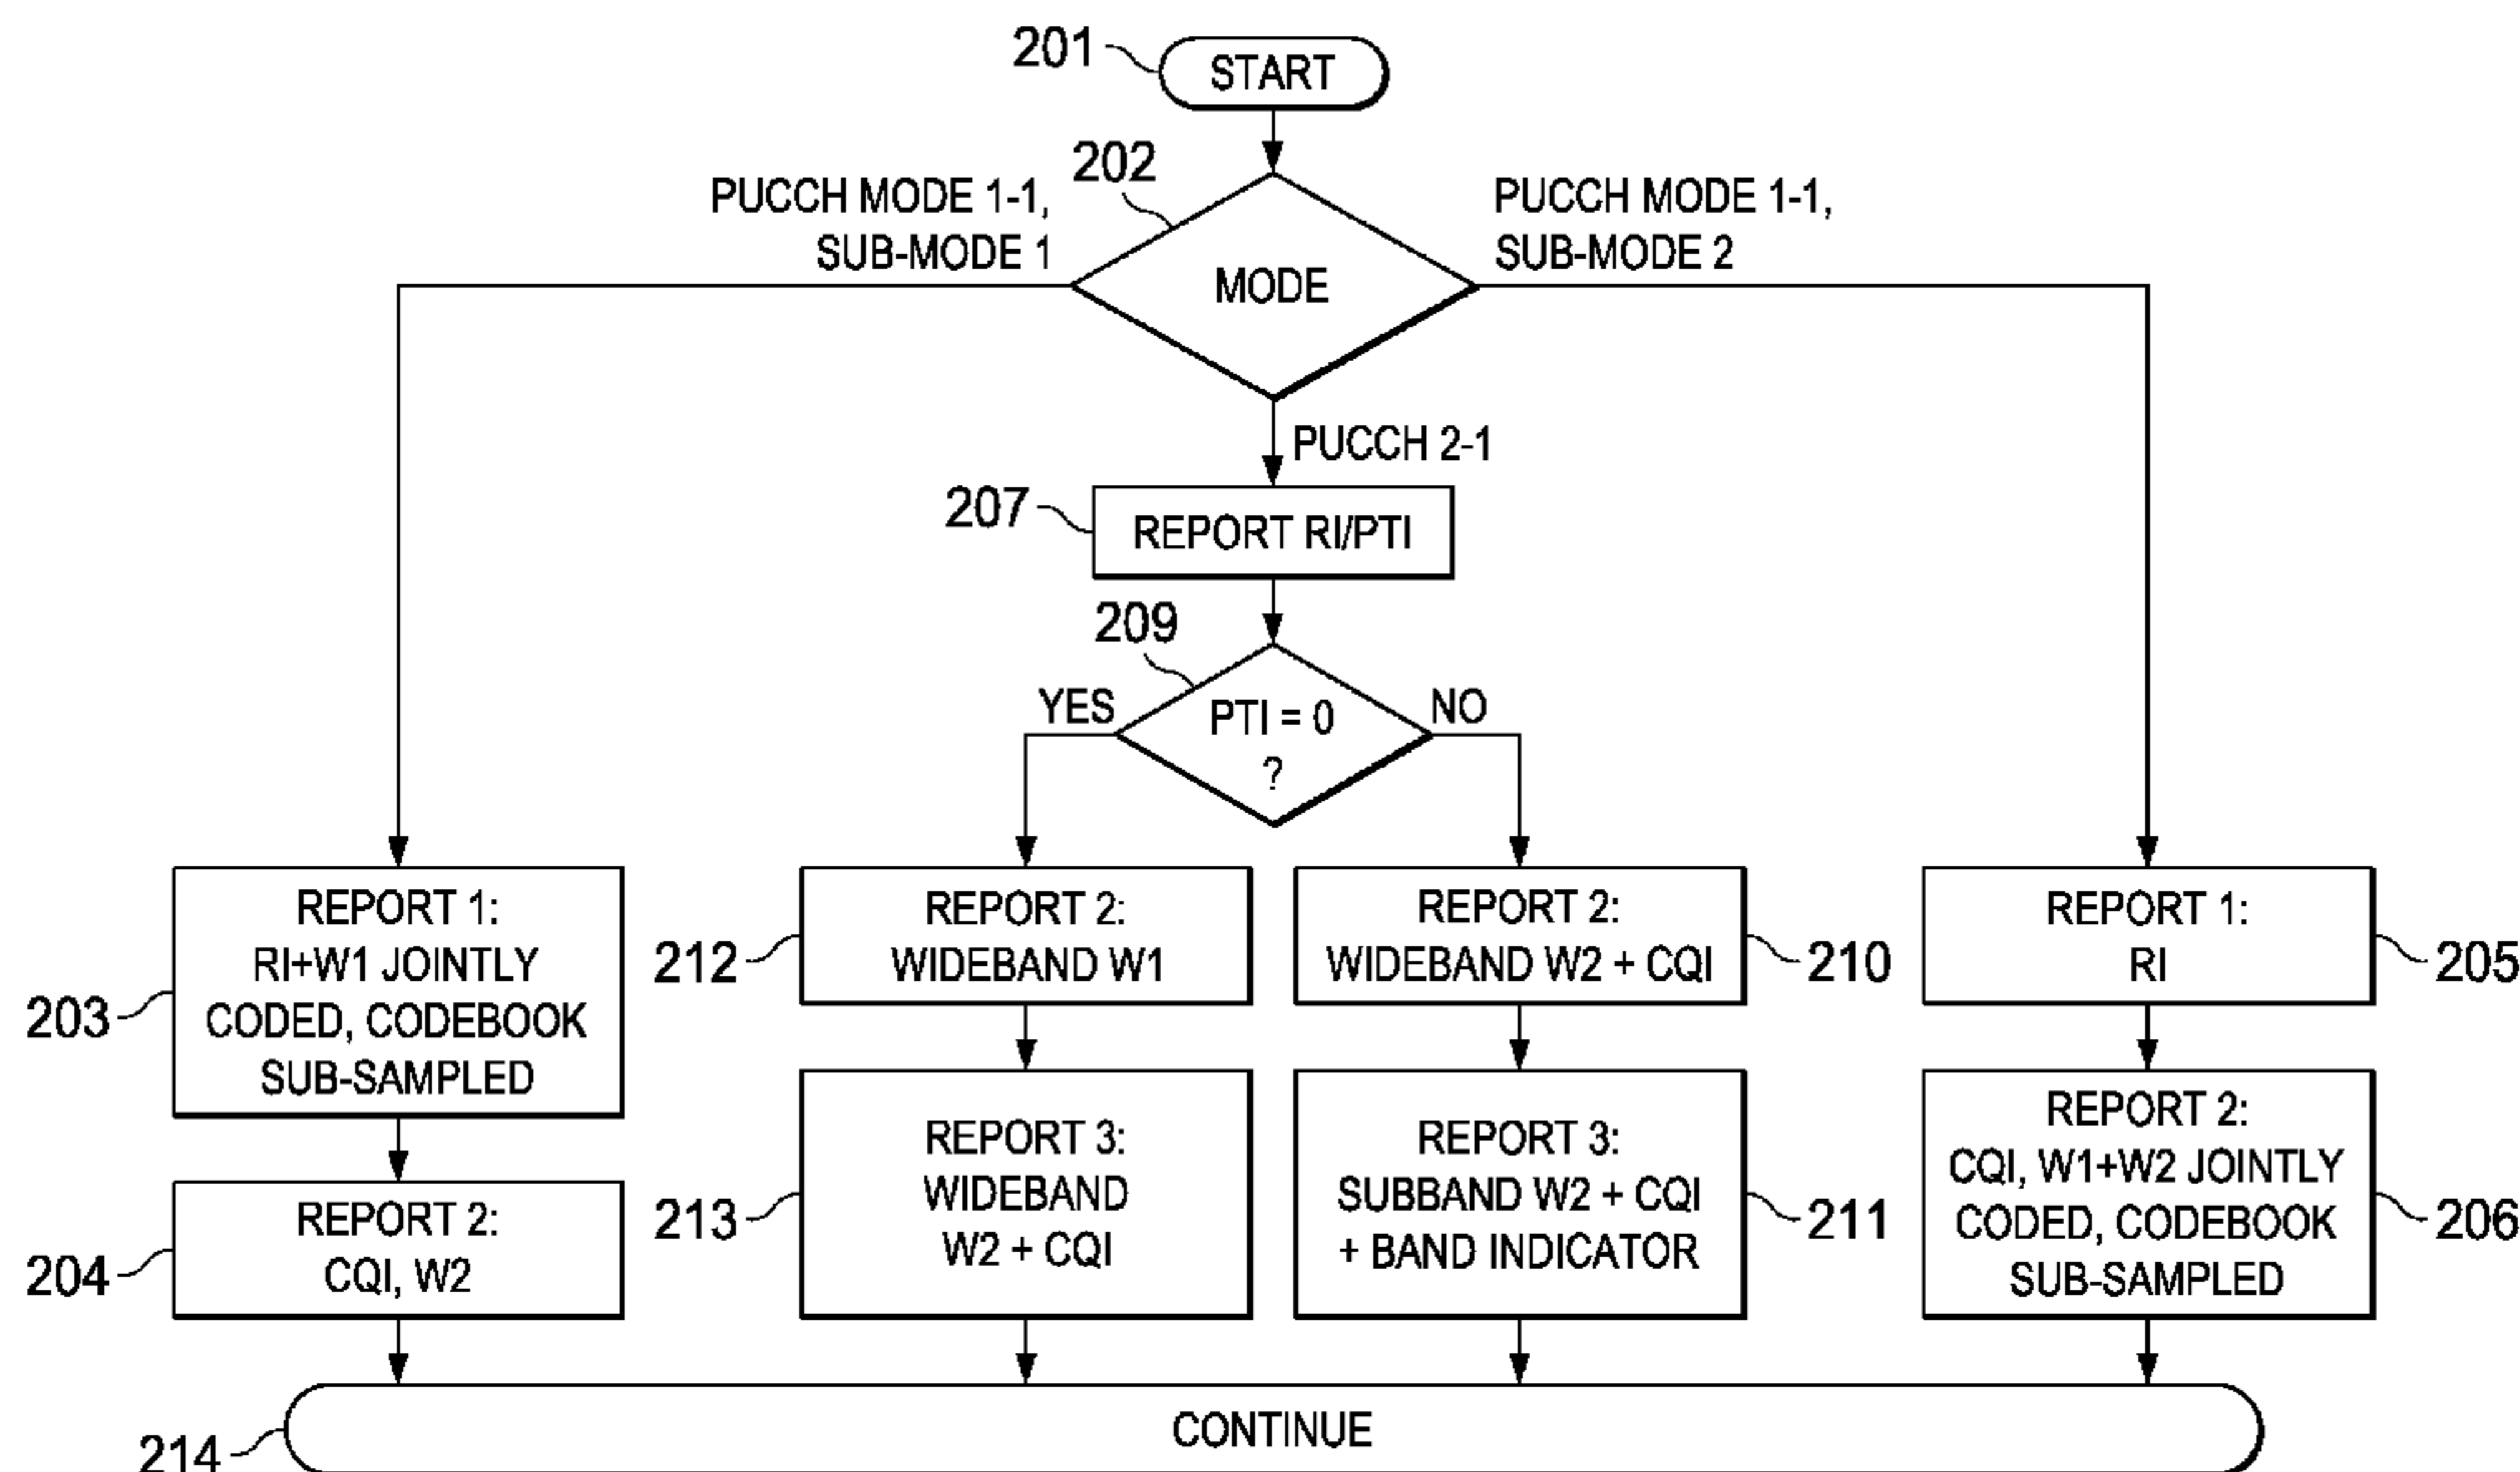 201
START
202
PUCCH MODE 1-1,
SUB-MODE 1
PUCCH MODE 1-1,
SUB-MODE 2
MODE
PUCCH 2-1
207
REPORT RI/PTI
209
YES
PTI = 0
?
NO
203
REPORT 1:
RI+W1 JOINTLY
CODED, CODEBOOK
SUB-SAMPLED
212
REPORT 2:
WIDEBAND W1
REPORT 2:
WIDEBAND W2 + CQI
210
REPORT 1:
RI
205
204
REPORT 2:
CQI, W2
213
REPORT 3:
WIDEBAND
W2 + CQI
REPORT 3:
SUBBAND W2 + CQI
+ BAND INDICATOR
211
REPORT 2:
CQI, W1+W2 JOINTLY
CODED, CODEBOOK
SUB-SAMPLED
206
214
CONTINUE